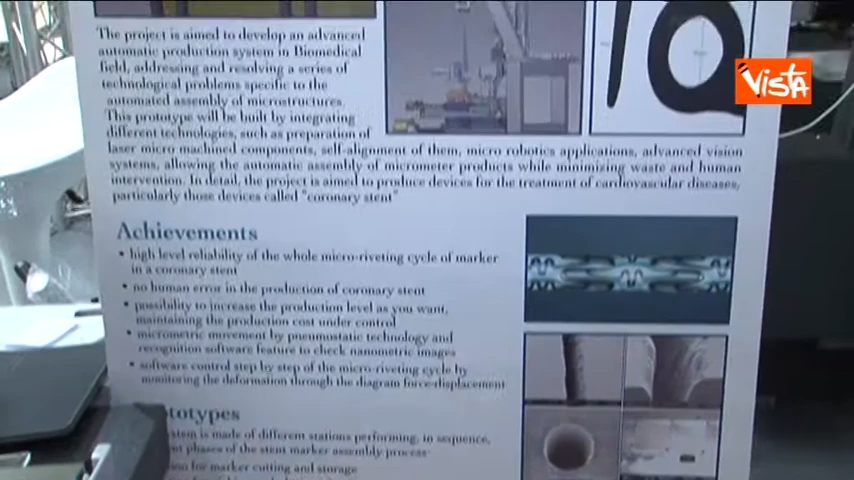 The project is aimed to develop an advanced
automatic production system in Biomedical
field, addressing and resolving a series of
technological problems specific to the
automated assembly of microstructures.
This prototype will be built by integrating
different technologies, such as preparation of
laser micro machined components, self-alignment of them, micro robotics applications, advanced vision
systems, allowing the automatic assembly of micrometer products while minimizing waste and human
intervention. In detail, the project is aimed to produce devices for the treatment of cardiovascular diseases,
particularly those devices called "coronary stent"
Achievements
• high level reliability of the whole micro-riveting cycle of marker
in a coronary stent
• no human error in the production of coronary stent
• possibility to increase the production level as you want,
maintaining the production cost under control
• micrometric movement by pneumatic technology and
recognition software feature to check nanometric images
• software control step by step of the micro-riveting cycle by
monitoring the deformation through the diagram force-displacement
totypes
stem is made of different stations performing, in sequence,
nt phases of the stent marker assembly process
ion for marker cutting and storage
VISTA